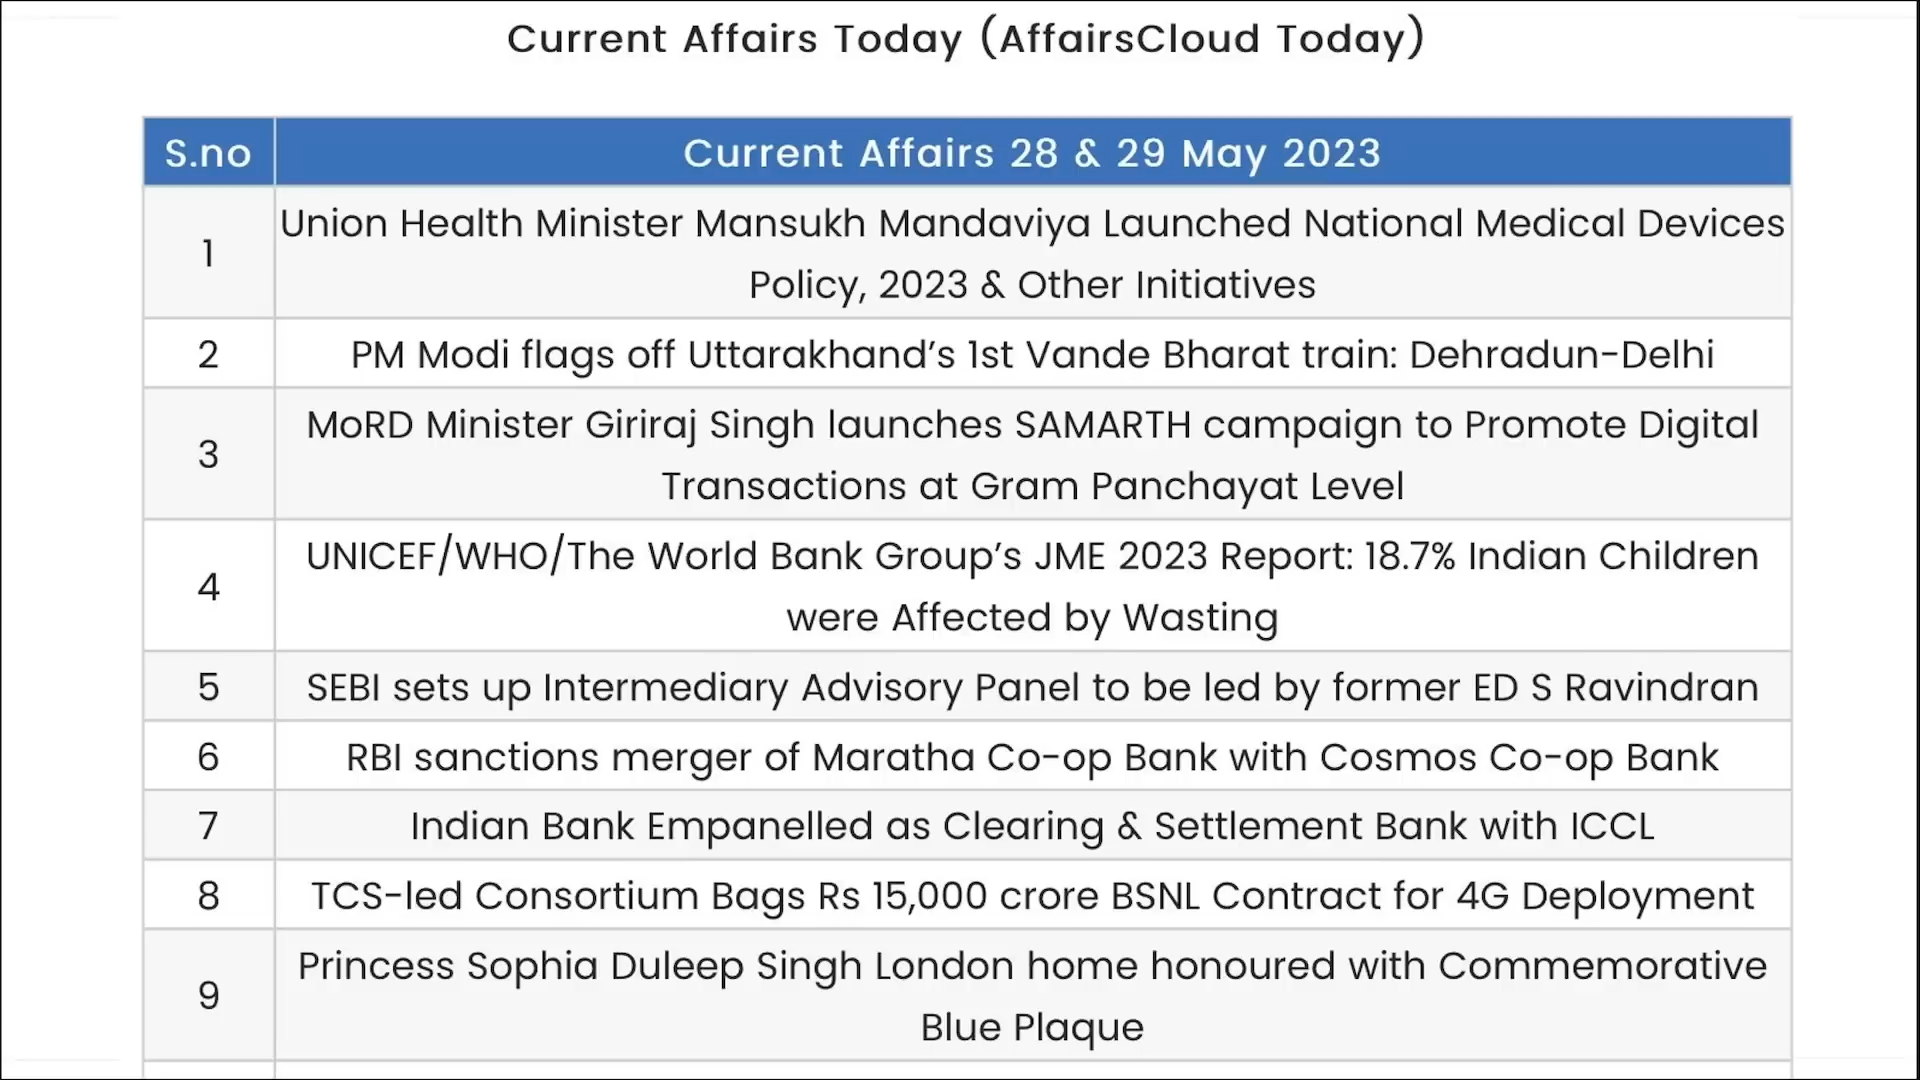 Current Affairs Today (AffairsCloud Today)
S.no Current Affairs 28 & 29 May 2023
1 Union Health Minister Mansukh Mandaviya Launched National Medical Devices
Policy, 2023 & Other Initiatives
2 PM Modi flags off Uttarakhand’s 1st Vande Bharat train: Dehradun-Delhi
3 MoRD Minister Giriraj Singh launches SAMARTH campaign to Promote Digital
Transactions at Gram Panchayat Level
4 UNICEF/WHO/The World Bank Group’s JME 2023 Report: 18.7% Indian Children
were Affected by Wasting
5 SEBI sets up Intermediary Advisory Panel to be led by former ED S Ravindran
6 RBI sanctions merger of Maratha Co-op Bank with Cosmos Co-op Bank
7 Indian Bank Empanelled as Clearing & Settlement Bank with ICCL
8 TCS-led Consortium Bags Rs 15,000 crore BSNL Contract for 4G Deployment
9 Princess Sophia Duleep Singh London home honoured with Commemorative
Blue Plaque